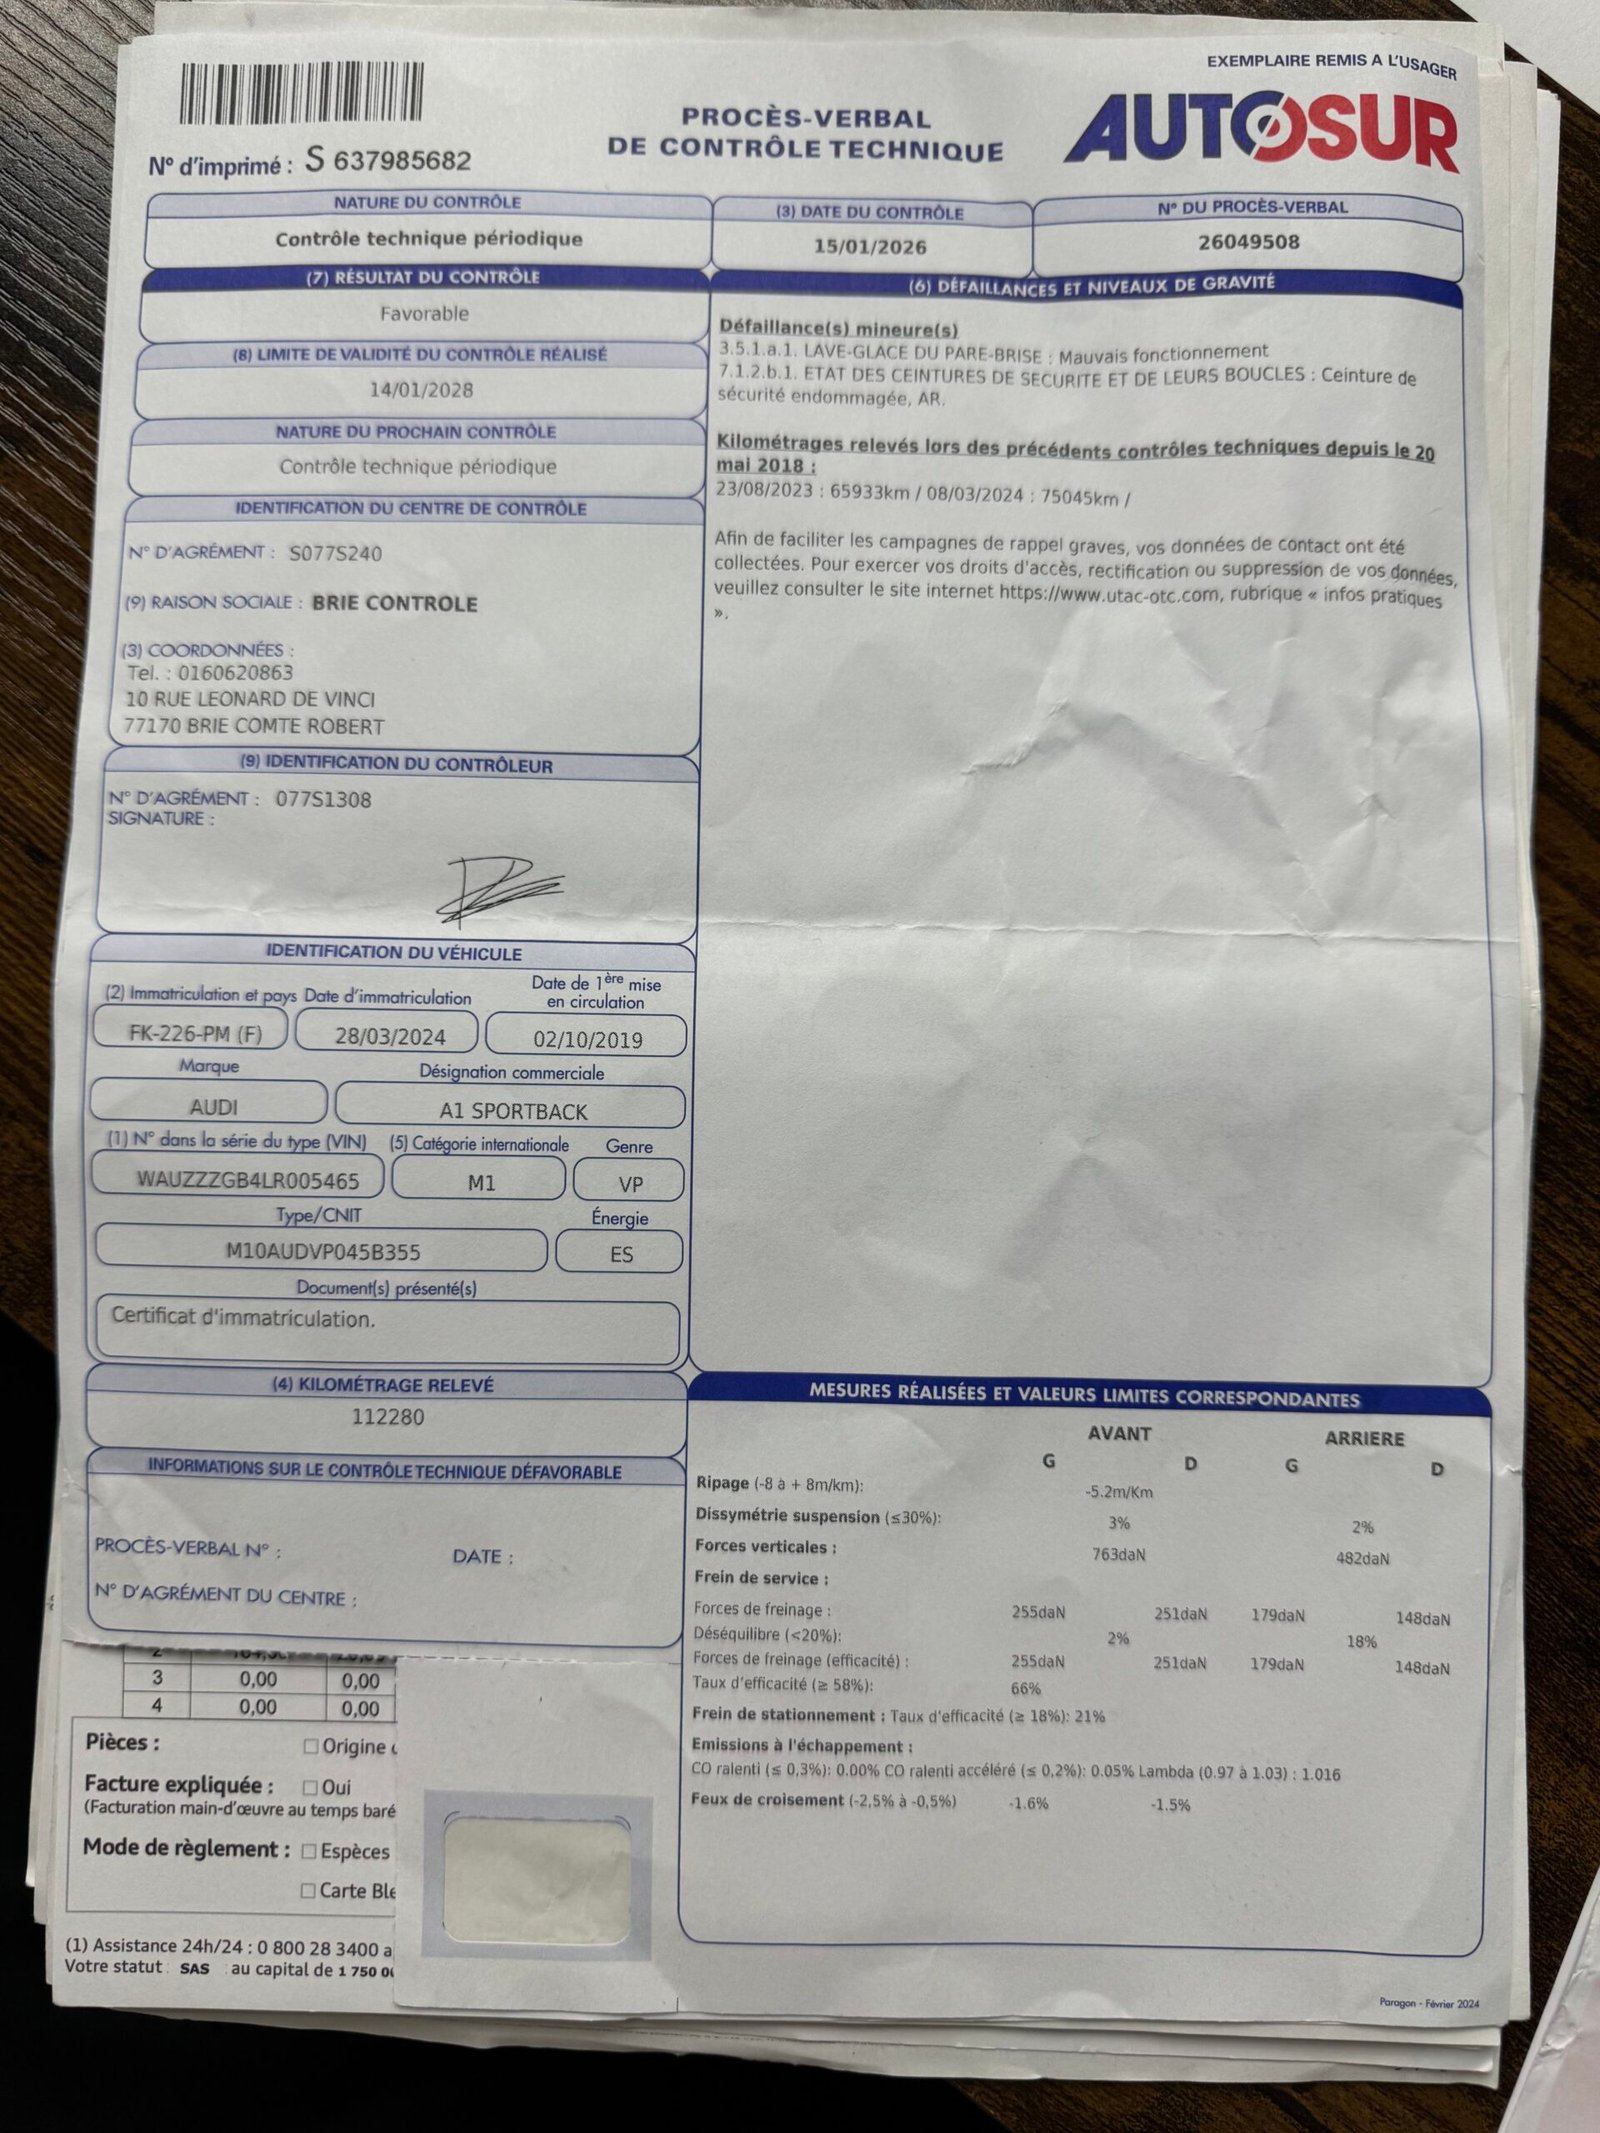 EXEMPLAIRE REMIS A L'USAGER
AUTOSUR
PROCÈS-VERBAL
DE CONTRÔLE TECHNIQUE
N° d'imprimé : S 637985682
NATURE DU CONTRÔLE
Contrôle technique périodique
(3) DATE DU CONTRÔLE
15/01/2026
N° DU PROCÈS-VERBAL
26049508
(7) RÉSULTAT DU CONTRÔLE
Favorable
(8) LIMITE DE VALIDITÉ DU CONTRÔLE RÉALISÉ
14/01/2028
NATURE DU PROCHAIN CONTRÔLE
Contrôle technique périodique
IDENTIFICATION DU CENTRE DE CONTRÔLE
N° D'AGRÉMENT : S077S240
(9) RAISON SOCIALE : BRIE CONTROLE
(3) COORDONNÉES :
Tel. : 0160620863
10 RUE LEONARD DE VINCI
77170 BRIE COMTE ROBERT
(9) IDENTIFICATION DU CONTRÔLEUR
N° D'AGRÉMENT : 077S1308
SIGNATURE :
(6) DÉFAILLANCES ET NIVEAUX DE GRAVITÉ
Défaillance(s) mineure(s)
3.5.1.a.1. LAVE-GLACE DU PARE-BRISE : Mauvais fonctionnement
7.1.2.b.1. ETAT DES CEINTURES DE SECURITE ET DE LEURS BOUCLES : Ceinture de
sécurité endommagée, AR.
Kilométrages relevés lors des précédents contrôles techniques depuis le 20
mai 2018 :
23/08/2023 : 65933km / 08/03/2024 : 75045km /
Afin de faciliter les campagnes de rappel graves, vos données de contact ont été
collectées. Pour exercer vos droits d'accès, rectification ou suppression de vos données,
veuillez consulter le site internet https://www.utac-otc.com, rubrique « infos pratiques
».
IDENTIFICATION DU VÉHICULE
(2) Immatriculation et pays Date d'immatriculation Date de 1ère mise
en circulation
FK-226-PM (F) 28/03/2024 02/10/2019
Marque Désignation commerciale
AUDI A1 SPORTBACK
(1) N° dans la série du type (VIN) (5) Catégorie internationale Genre
WAUZZZGB4LR005465 M1 VP
Type/CNIT Énergie
M10AUDVP045B355 ES
Document(s) présenté(s)
Certificat d'immatriculation.
(4) KILOMÉTRAGE RELEVÉ
112280
INFORMATIONS SUR LE CONTRÔLE TECHNIQUE DÉFAVORABLE
PROCÈS-VERBAL N° : DATE :
N° D'AGRÉMENT DU CENTRE :
MESURES RÉALISÉES ET VALEURS LIMITES CORRESPONDANTES
AVANT ARRIERE
G D G D
Ripage (-8 à + 8m/km): -5.2m/Km
Dissymétrie suspension (≤30%): 3% 2%
Forces verticales : 763daN 482daN
Frein de service :
Forces de freinage : 255daN 251daN 179daN 148daN
Déséquilibre (<20%): 2% 18%
Forces de freinage (efficacité) : 255daN 251daN 179daN 148daN
Taux d'efficacité (≥ 58%): 66%
Frein de stationnement : Taux d'efficacité (≥ 18%): 21%
Emissions à l'échappement :
CO ralenti (≤ 0,3%): 0.00% CO ralenti accéléré (≤ 0,2%): 0.05% Lambda (0.97 à 1.03) : 1.016
Feux de croisement (-2,5% à -0,5%) -1.6% -1.5%
3 0,00 0,00
4 0,00 0,00
Pièces : Origine
Facture expliquée : Oui
(Facturation main-d'œuvre au temps baré
Mode de règlement : Espèces
Carte Ble
(1) Assistance 24h/24 : 0 800 28 3400 a
Votre statut : SAS au capital de 1 750 0
Paragon - Février 2024